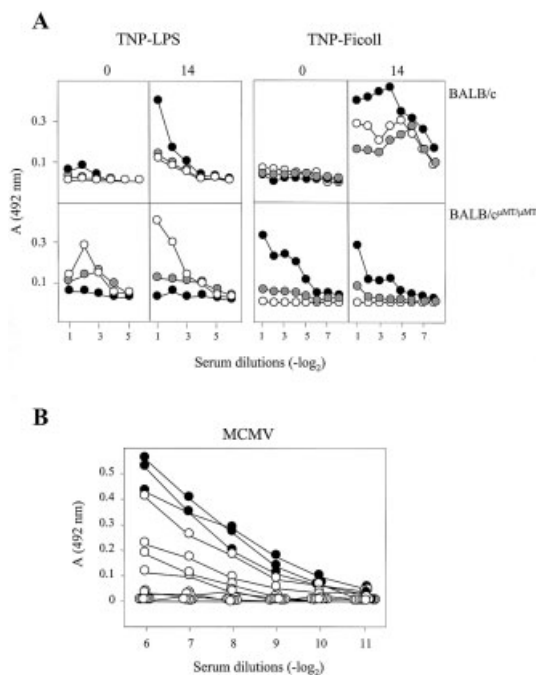 A
TNP-LPS TNP-Ficoll
0 14 0 14
BALB/c
0.3
0.1
A (492 nm)
BALB/cμMT/μMT
0.3
0.1
1 3 5 1 3 5 1 3 5 7 1 3 5 7
Serum dilutions (-log2)
B
MCMV
0.5
0.4
0.3
0.2
0.1
0
A (492 nm)
6 7 8 9 10 11
Serum dilutions (-log2)